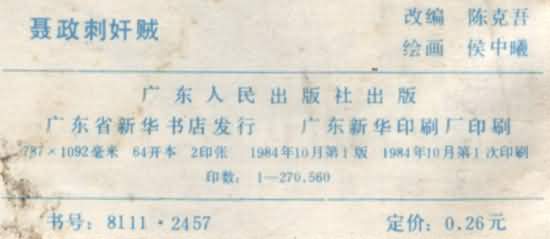 聂政刺奸贼
改编 陈克吾
绘画 侯中曦
广东人民出版社出版
广东省新华书店发行 广东新华印刷厂印刷
787×1092毫米 64开本 2印张 1984年10月第1版 1984年10月第1次印刷
印数：1—270,560
书号：8111·2457 定价：0.26元